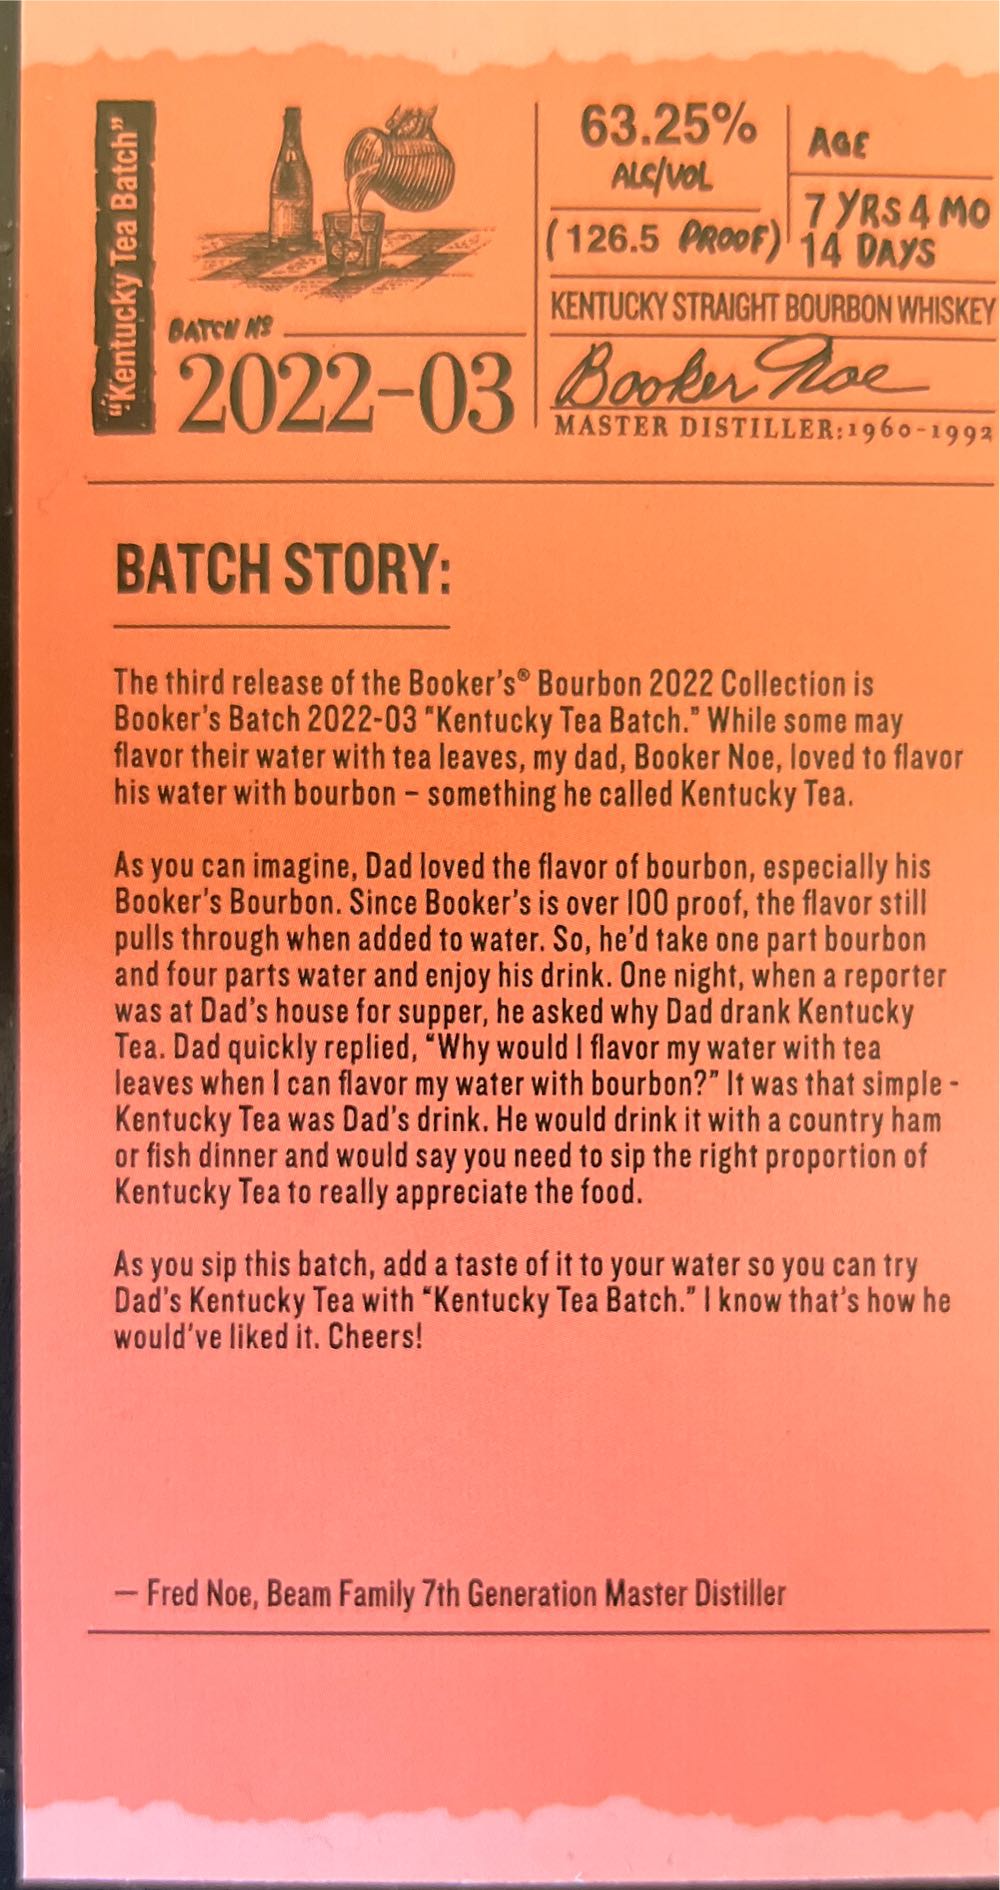 "Kentucky Tea Batch"
BATCH Nº
2022-03
63.25%
ALC/VOL
(126.5 PROOF)
AGE
7 YRS 4 MO
14 DAYS
KENTUCKY STRAIGHT BOURBON WHISKEY
Booker Noe
MASTER DISTILLER:1960-1992
BATCH STORY:
The third release of the Booker's® Bourbon 2022 Collection is
Booker's Batch 2022-03 "Kentucky Tea Batch." While some may
flavor their water with tea leaves, my dad, Booker Noe, loved to flavor
his water with bourbon – something he called Kentucky Tea.
As you can imagine, Dad loved the flavor of bourbon, especially his
Booker's Bourbon. Since Booker's is over 100 proof, the flavor still
pulls through when added to water. So, he'd take one part bourbon
and four parts water and enjoy his drink. One night, when a reporter
was at Dad's house for supper, he asked why Dad drank Kentucky
Tea. Dad quickly replied, "Why would I flavor my water with tea
leaves when I can flavor my water with bourbon?" It was that simple -
Kentucky Tea was Dad's drink. He would drink it with a country ham
or fish dinner and would say you need to sip the right proportion of
Kentucky Tea to really appreciate the food.
As you sip this batch, add a taste of it to your water so you can try
Dad's Kentucky Tea with "Kentucky Tea Batch." I know that's how he
would've liked it. Cheers!
— Fred Noe, Beam Family 7th Generation Master Distiller